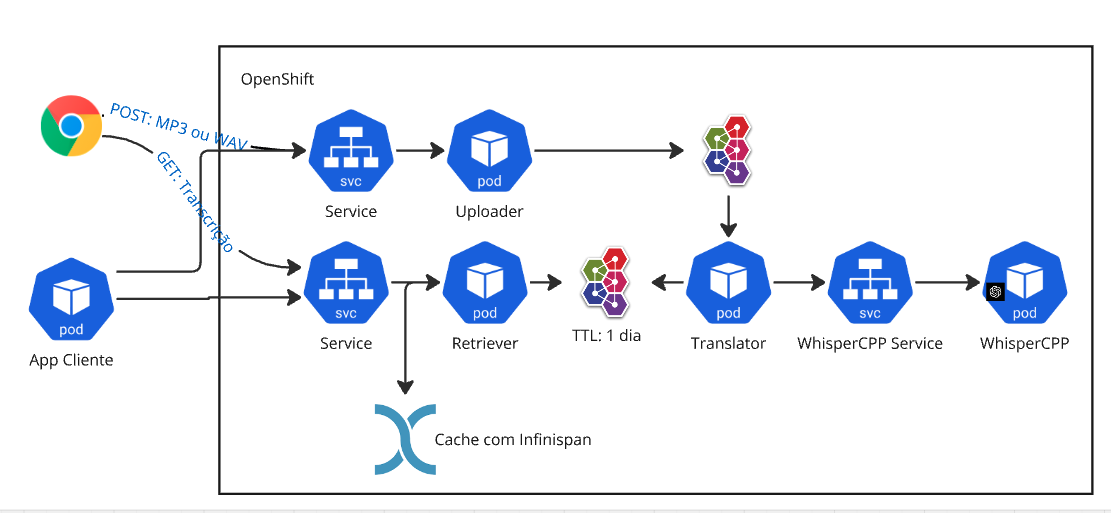 OpenShift
POST: MP3 ou WAV
GET: Transcrição
svc
Service
pod
Uploader
svc
Service
pod
Retriever
TTL: 1 dia
pod
Translator
svc
WhisperCPP Service
pod
WhisperCPP
pod
App Cliente
Cache com Infinispan